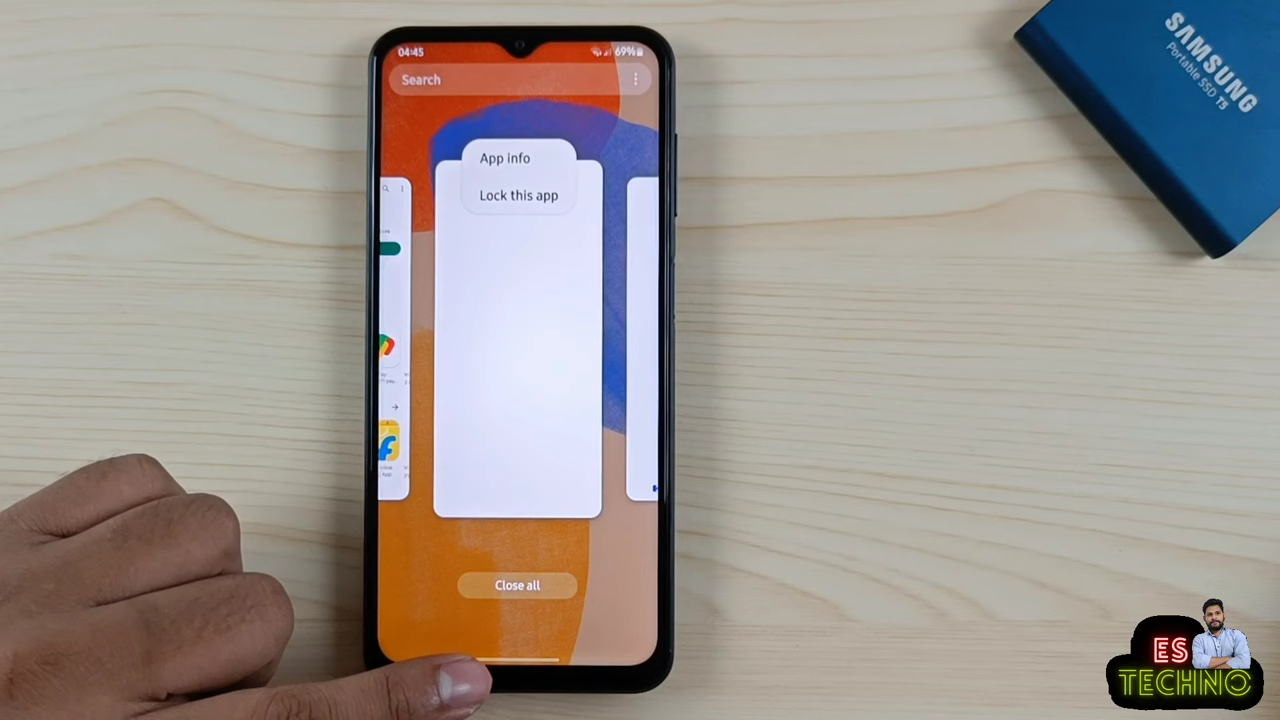 04:45
69%
Search
App info
Lock this app
Close all
SAMSUNG
Portable SSD T5
ES
TECHNO